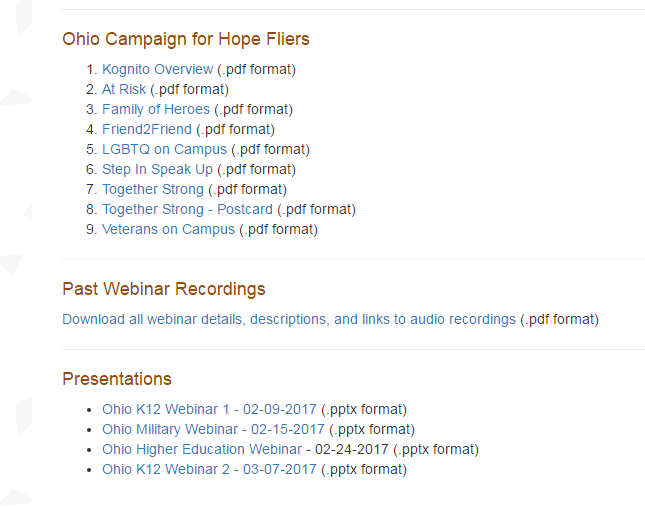 Ohio Campaign for Hope Fliers
1. Kognito Overview (.pdf format)
2. At Risk (.pdf format)
3. Family of Heroes (.pdf format)
4. Friend2Friend (.pdf format)
5. LGBTQ on Campus (.pdf format)
6. Step In Speak Up (.pdf format)
7. Together Strong (.pdf format)
8. Together Strong - Postcard (.pdf format)
9. Veterans on Campus (.pdf format)
Past Webinar Recordings
Download all webinar details, descriptions, and links to audio recordings (.pdf format)
Presentations
• Ohio K12 Webinar 1 - 02-09-2017 (.pptx format)
• Ohio Military Webinar - 02-15-2017 (.pptx format)
• Ohio Higher Education Webinar - 02-24-2017 (.pptx format)
• Ohio K12 Webinar 2 - 03-07-2017 (.pptx format)